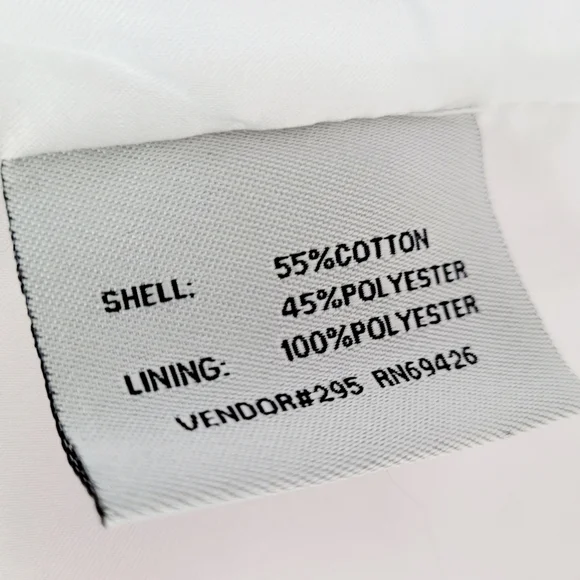 SHELL: 55%COTTON
45%POLYESTER
LINING: 100%POLYESTER
VENDOR#295 RN69426